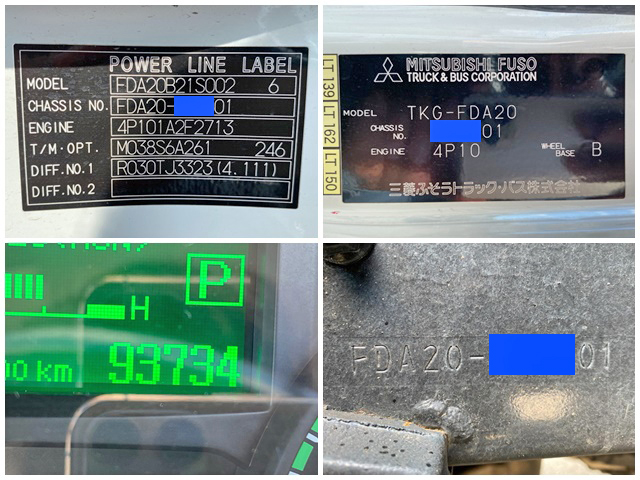 POWER LINE LABEL
MODEL FDA20B21S002 6
CHASSIS NO. FDA20- 01
ENGINE 4P101A2F2713
T/M·OPT. M038S6A261 246
DIFF.NO.1 R030TJ3323(4.111)
DIFF.NO.2
LT 139
LT 162
LT 150
MITSUBISHI FUSO
TRUCK & BUS CORPORATION
MODEL TKG-FDA20
CHASSIS NO. 01
ENGINE 4P10 WHEEL BASE B
三菱ふそうトラック・バス株式会社
P
H
km 93734
FDA20- 01